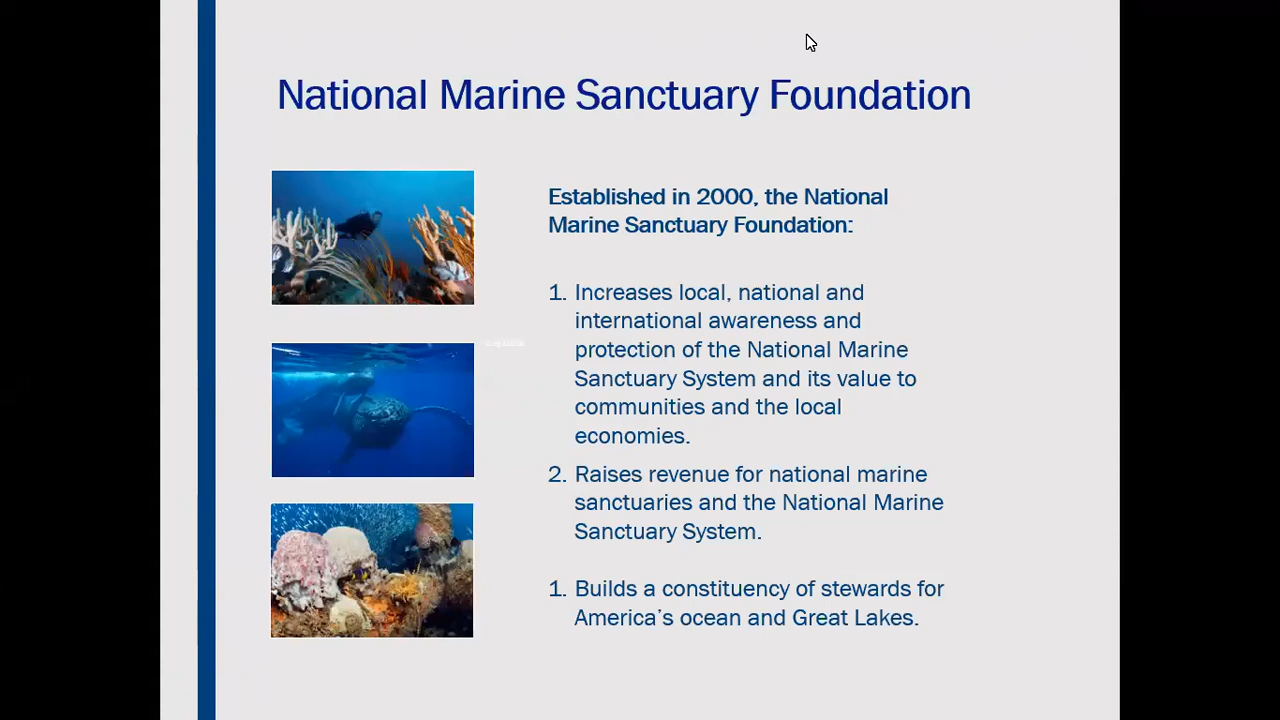 National Marine Sanctuary Foundation
Established in 2000, the National
Marine Sanctuary Foundation:
1. Increases local, national and
international awareness and
protection of the National Marine
Sanctuary System and its value to
communities and the local
economies.
2. Raises revenue for national marine
sanctuaries and the National Marine
Sanctuary System.
1. Builds a constituency of stewards for
America's ocean and Great Lakes.